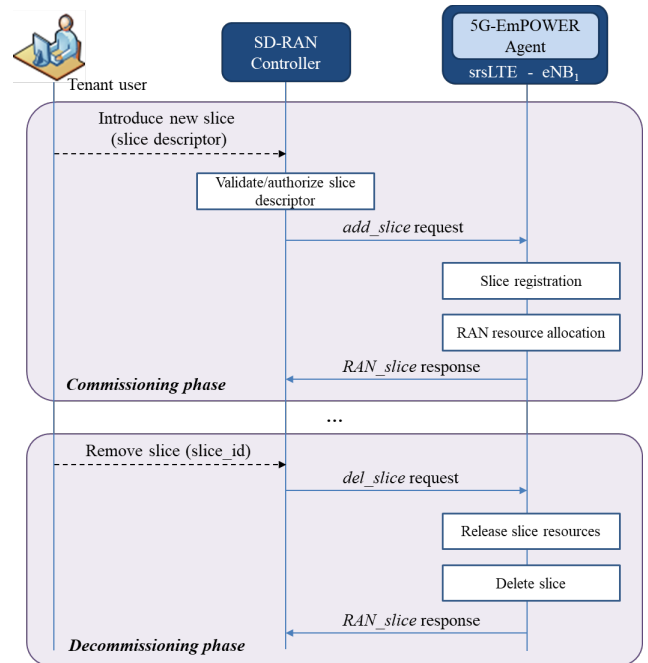 SD-RAN
Controller
5G-EmPOWER
Agent
srsLTE - eNB1
Tenant user
Introduce new slice
(slice descriptor)
Validate/authorize slice
descriptor
add_slice request
Slice registration
RAN resource allocation
RAN_slice response
Commissioning phase
...
Remove slice (slice_id)
del_slice request
Release slice resources
Delete slice
RAN_slice response
Decommissioning phase